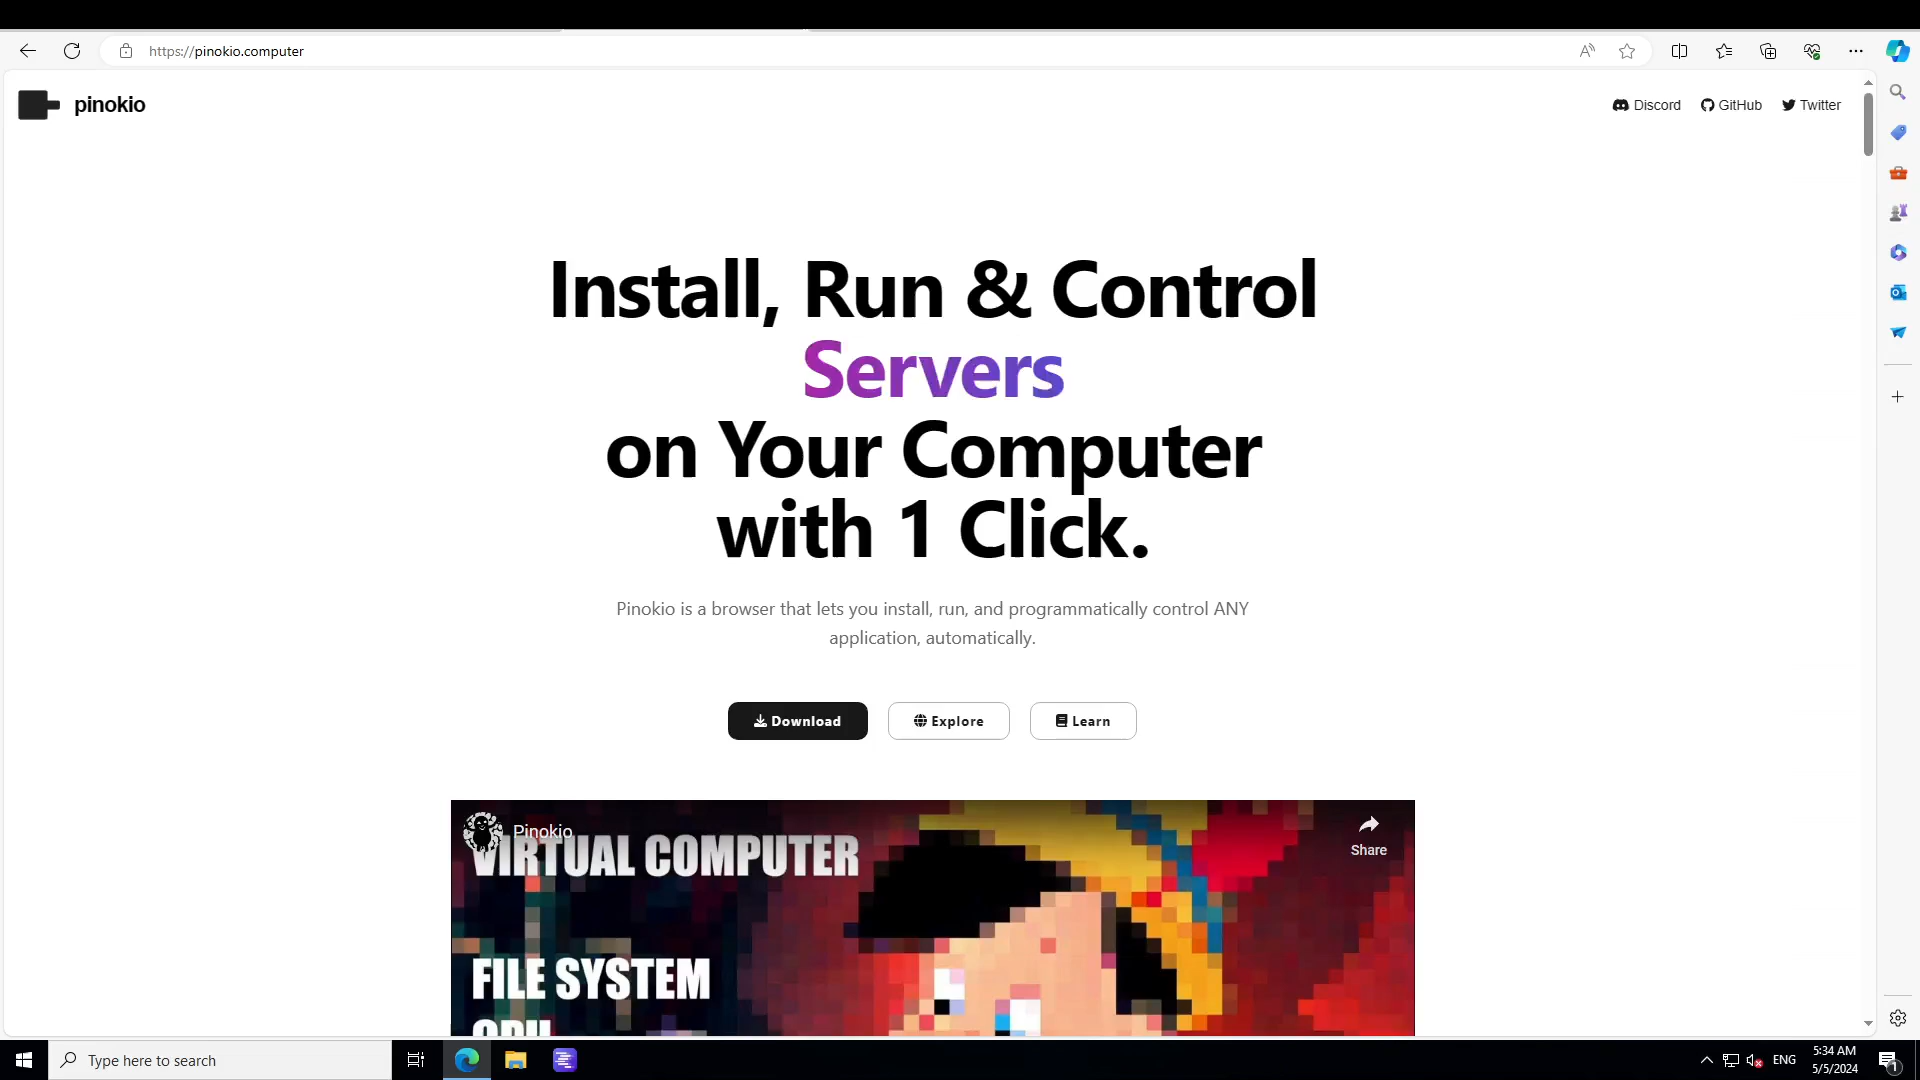 https://pinokio.computer
pinokio
Discord
GitHub
Twitter
Install, Run & Control
Servers
on Your Computer
with 1 Click.
Pinokio is a browser that lets you install, run, and programmatically control ANY
application, automatically.
Download
Explore
Learn
Pinokio
Share
VIRTUAL COMPUTER
FILE SYSTEM
Type here to search
ENG
5:34 AM
5/5/2024
1